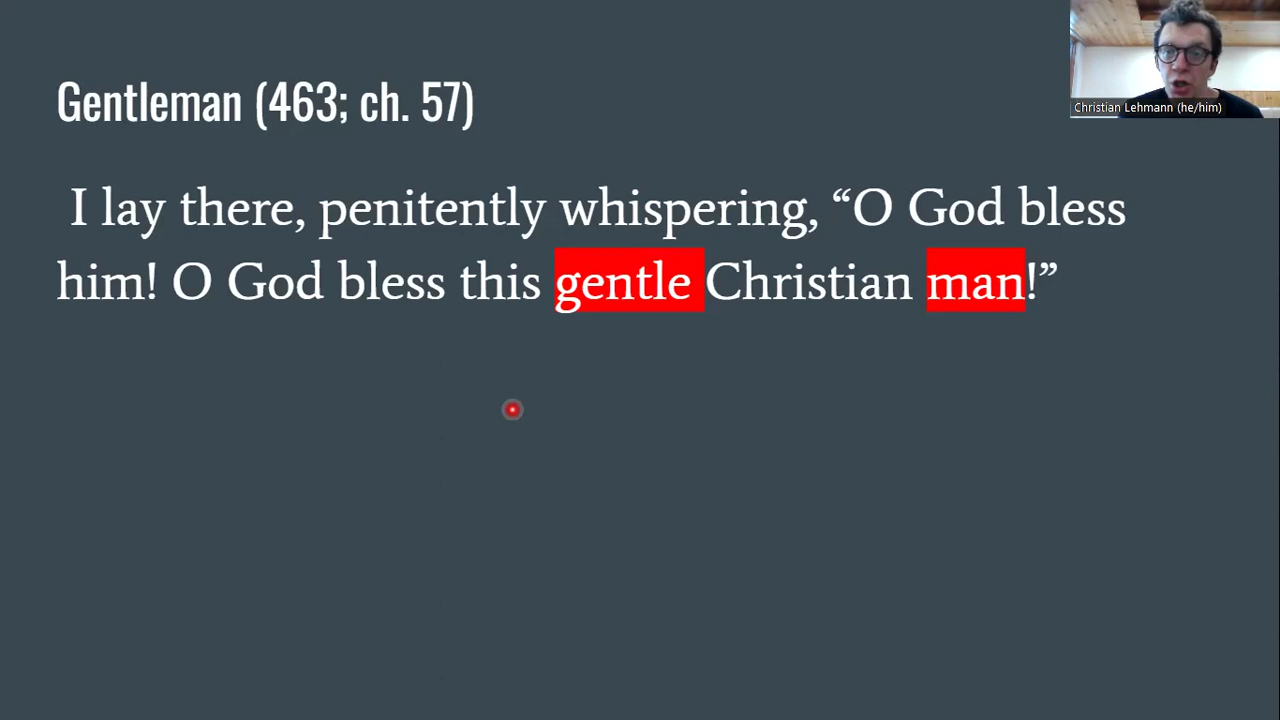 Christian Lehmann (he/him)
Gentleman (463; ch. 57)
I lay there, penitently whispering, “O God bless
him! O God bless this gentle Christian man!”